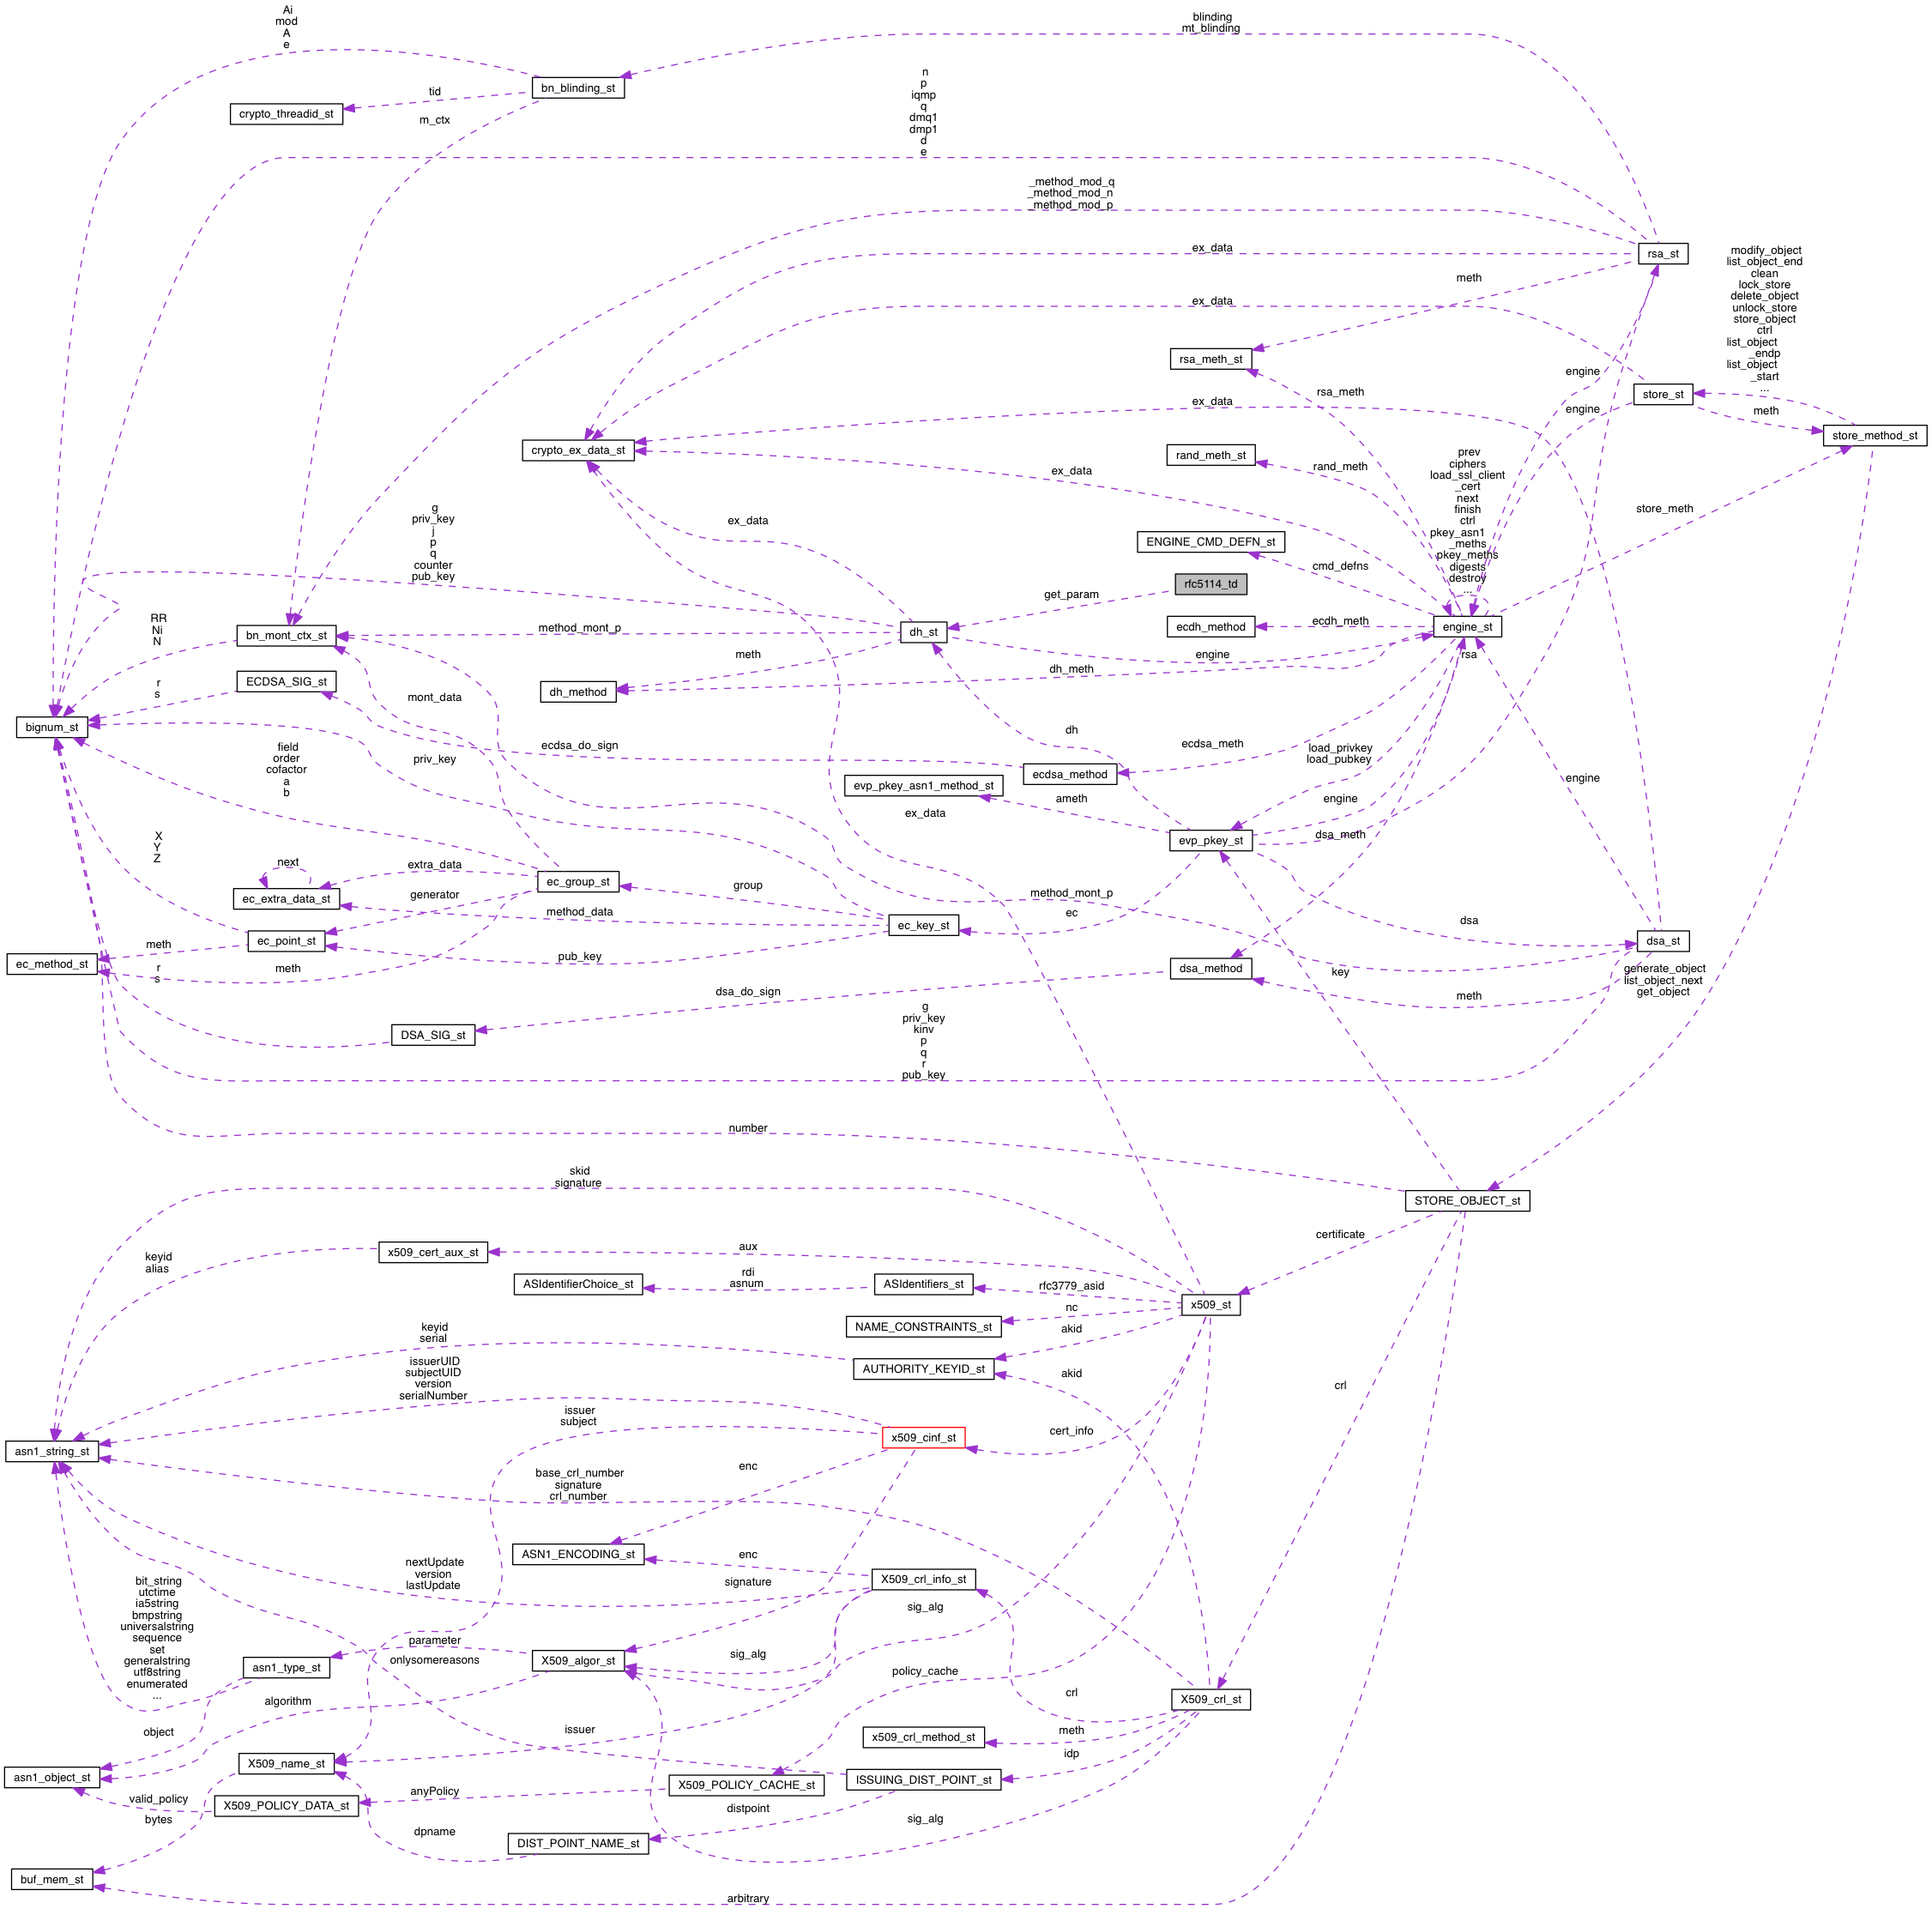 Ai
mod
A
e
blinding
mt_blinding
bn_blinding_st
tid
crypto_threadid_st
m_ctx
n
p
iqmp
q
dmq1
dmp1
d
e
_method_mod_q
_method_mod_n
_method_mod_p
ex_data
rsa_st
meth
modify_object
list_object_end
clean
lock_store
delete_object
unlock_store
store_object
ctrl
list_object
_endp
list_object
_start
...
ex_data
rsa_meth_st
engine
rsa_meth
store_st
ex_data
engine
meth
store_method_st
crypto_ex_data_st
rand_meth_st
rand_meth
ex_data
prev
ciphers
load_ssl_client
_cert
next
finish
ctrl
pkey_asn1
_meths
pkey_meths
digests
destroy
...
store_meth
g
priv_key
j
p
q
counter
pub_key
ex_data
ENGINE_CMD_DEFN_st
cmd_defns
rfc5114_td
get_param
RR
Ni
N
bn_mont_ctx_st
method_mont_p
dh_st
ecdh_method
ecdh_meth
engine_st
meth
engine
rsa
dh_meth
r
s
ECDSA_SIG_st
dh_method
mont_data
bignum_st
dh
ecdsa_do_sign
ecdsa_meth
load_privkey
load_pubkey
field
order
cofactor
a
b
priv_key
ecdsa_method
engine
evp_pkey_asn1_method_st
ameth
engine
ex_data
dsa_meth
evp_pkey_st
X
Y
Z
next
extra_data
ec_group_st
group
method_mont_p
ec_extra_data_st
generator
method_data
ec_key_st
ec
dsa
ec_point_st
dsa_st
meth
pub_key
ec_method_st
meth
r
s
dsa_method
key
generate_object
list_object_next
get_object
dsa_do_sign
meth
g
priv_key
kinv
p
q
r
pub_key
DSA_SIG_st
number
skid
signature
STORE_OBJECT_st
certificate
x509_cert_aux_st
aux
keyid
alias
ASIdentifierChoice_st
rdi
asnum
ASIdentifiers_st
rfc3779_asid
x509_st
nc
NAME_CONSTRAINTS_st
akid
keyid
serial
AUTHORITY_KEYID_st
akid
crl
issuerUID
subjectUID
version
serialNumber
issuer
subject
x509_cinf_st
cert_info
asn1_string_st
enc
base_crl_number
signature
crl_number
ASN1_ENCODING_st
enc
X509_crl_info_st
nextUpdate
version
lastUpdate
signature
sig_alg
bit_string
utctime
ia5string
bmpstring
universalstring
sequence
set
generalstring
utf8string
enumerated
...
parameter
onlysomereasons
asn1_type_st
X509_algor_st
sig_alg
policy_cache
X509_crl_st
crl
algorithm
object
issuer
x509_crl_method_st
meth
idp
X509_name_st
asn1_object_st
X509_POLICY_CACHE_st
ISSUING_DIST_POINT_st
anyPolicy
valid_policy
X509_POLICY_DATA_st
bytes
distpoint
sig_alg
dpname
DIST_POINT_NAME_st
buf_mem_st
arbitrary